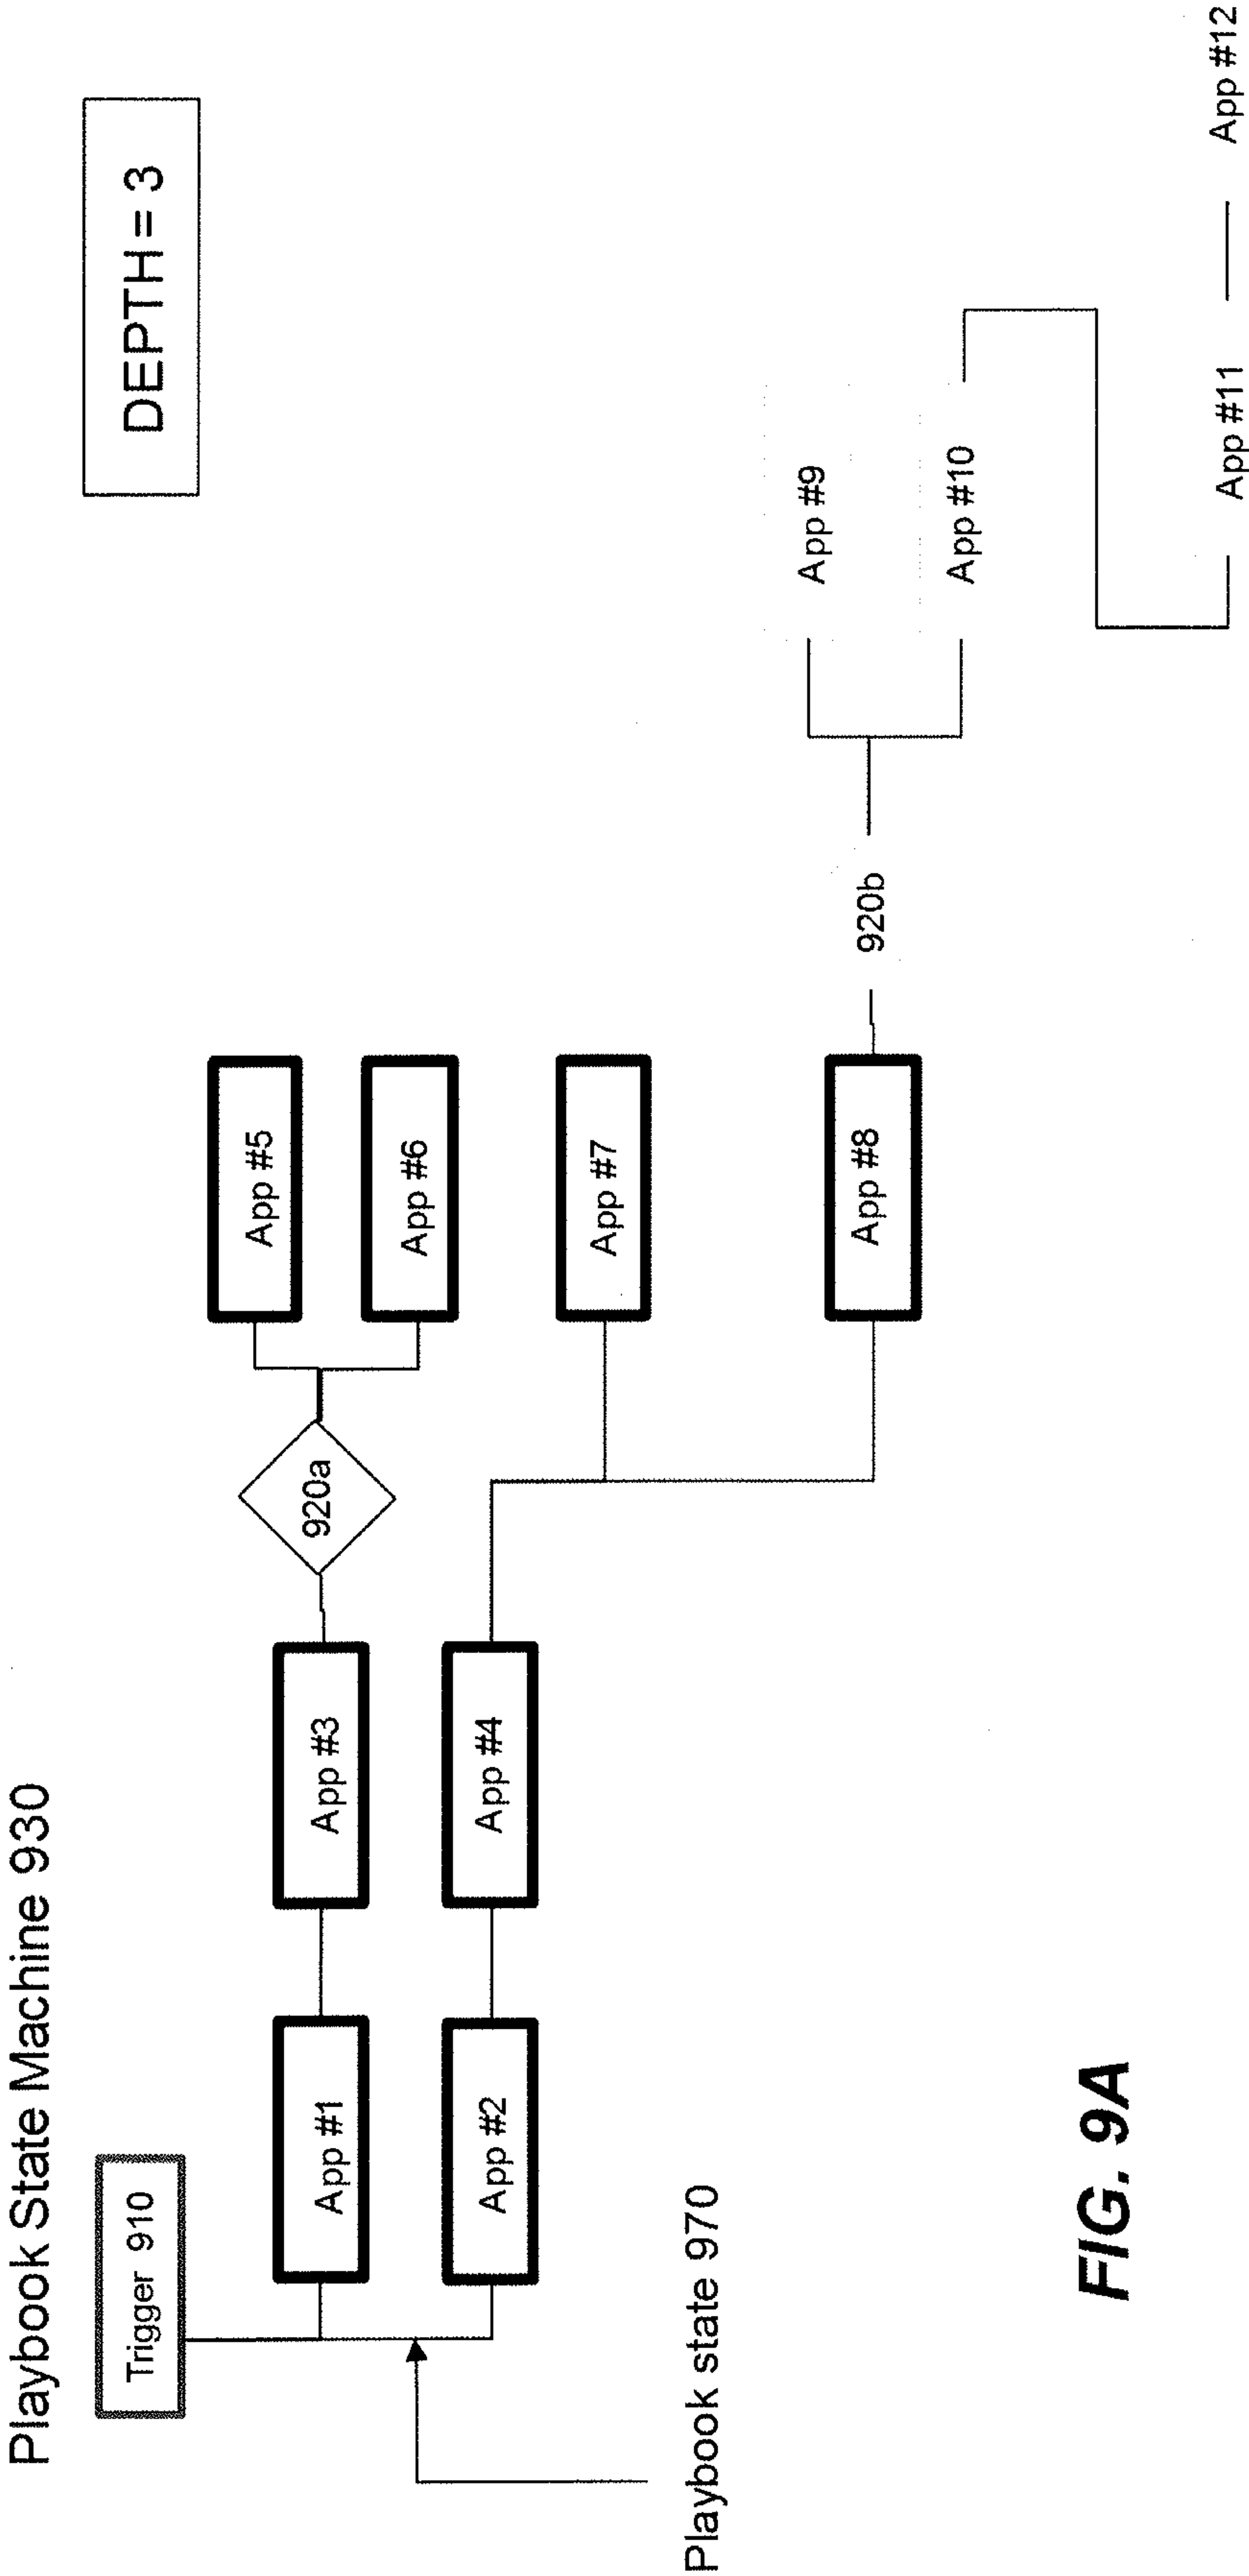 Playbook State Machine 930
DEPTH = 3
Trigger 910
App #1
App #3
920a
App #5
App #6
App #2
App #4
App #7
App #8
920b
App #9
App #10
App #11
App #12
Playbook state 970
FIG. 9A